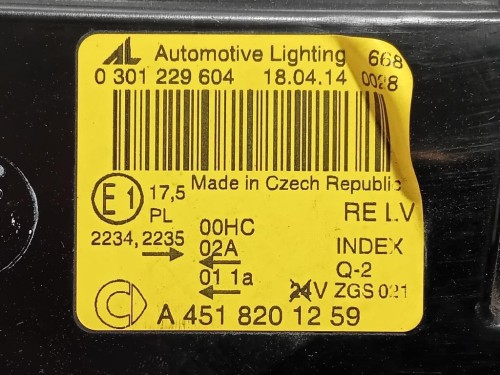 AL Automotive Lighting 668
0 301 229 604 18.04.14 0028
Made in Czech Republic
E1 17,5
PL
RE LV
2234, 2235
00HC
02A
INDEX
01 1a
Q-2
24V ZGS 021
A 451 820 12 59